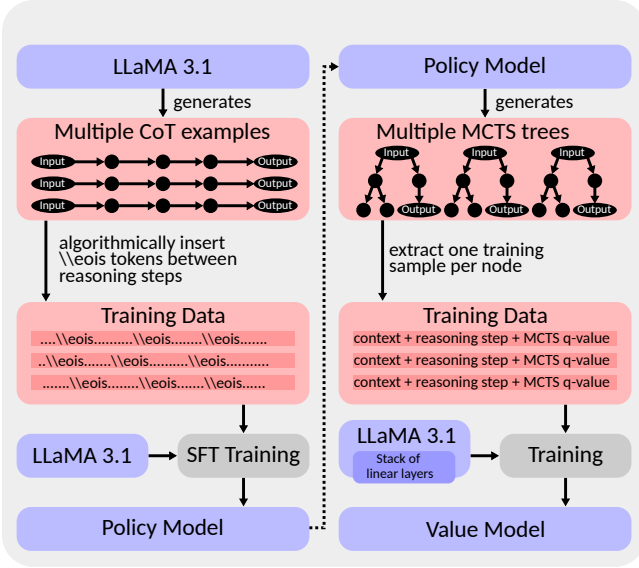 LLaMA 3.1
generates
Multiple CoT examples
Input
Output
Input
Output
Input
Output
algorithmically insert
\\eois tokens between
reasoning steps
Training Data
....\\eois..........\\eois........\\eois.......
..\\eois.........\\eois.........\\eois...........
.......\\eois........\\eois.......\\eois......
LLaMA 3.1
SFT Training
Policy Model
Policy Model
generates
Multiple MCTS trees
Input
Input
Input
Output
Output
Output
extract one training
sample per node
Training Data
context + reasoning step + MCTS q-value
context + reasoning step + MCTS q-value
context + reasoning step + MCTS q-value
LLaMA 3.1
Stack of
linear layers
Training
Value Model